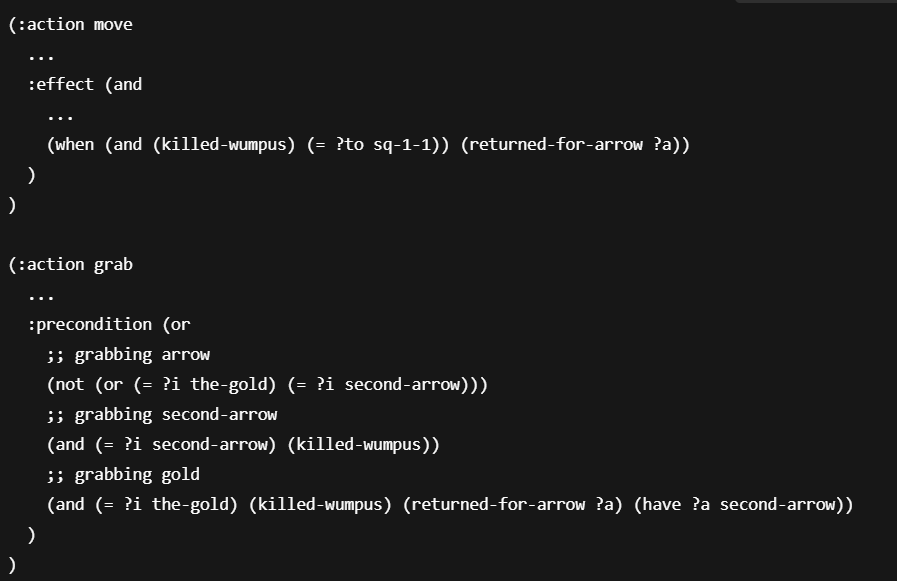 (:action move
  ...
  :effect (and
    ...
    (when (and (killed-wumpus) (= ?to sq-1-1)) (returned-for-arrow ?a))
  )
)

(:action grab
  ...
  :precondition (or
    ;; grabbing arrow
    (not (or (= ?i the-gold) (= ?i second-arrow)))
    ;; grabbing second-arrow
    (and (= ?i second-arrow) (killed-wumpus))
    ;; grabbing gold
    (and (= ?i the-gold) (killed-wumpus) (returned-for-arrow ?a) (have ?a second-arrow))
  )
)